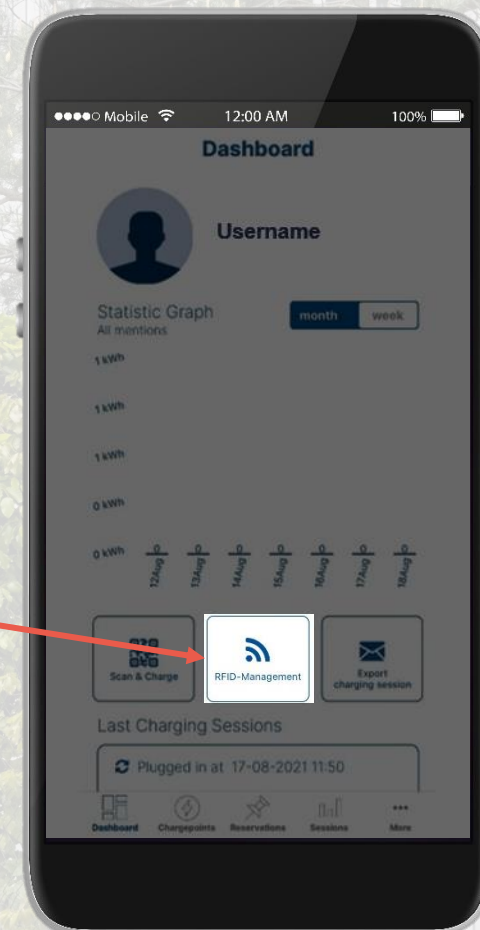 Mobile 12:00 AM 100%
Dashboard
Username
Statistic Graph
All mentions
month week
1 kWh
1 kWh
1 kWh
0 kWh
0 kWh
0 0 0 0 0 0 0
12Aug 13Aug 14Aug 15Aug 16Aug 17Aug 18Aug
Scan & Charge
RFID-Management
Export
charging session
Last Charging Sessions
Plugged in at 17-08-2021 11:50
Dashboard Chargepoints Reservations Sessions More